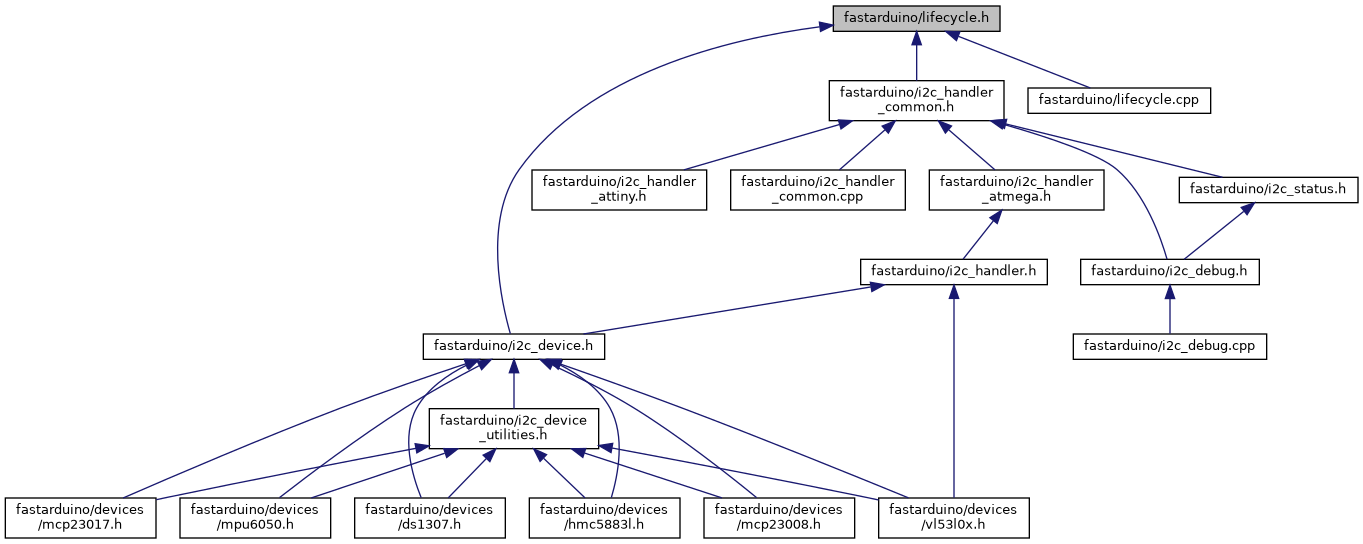 fastarduino/lifecycle.h
fastarduino/i2c_handler
_common.h
fastarduino/lifecycle.cpp
fastarduino/i2c_handler
_attiny.h
fastarduino/i2c_handler
_common.cpp
fastarduino/i2c_handler
_atmega.h
fastarduino/i2c_status.h
fastarduino/i2c_handler.h
fastarduino/i2c_debug.h
fastarduino/i2c_device.h
fastarduino/i2c_debug.cpp
fastarduino/i2c_device
_utilities.h
fastarduino/devices
/mcp23017.h
fastarduino/devices
/mpu6050.h
fastarduino/devices
/ds1307.h
fastarduino/devices
/hmc5883l.h
fastarduino/devices
/mcp23008.h
fastarduino/devices
/vl53l0x.h